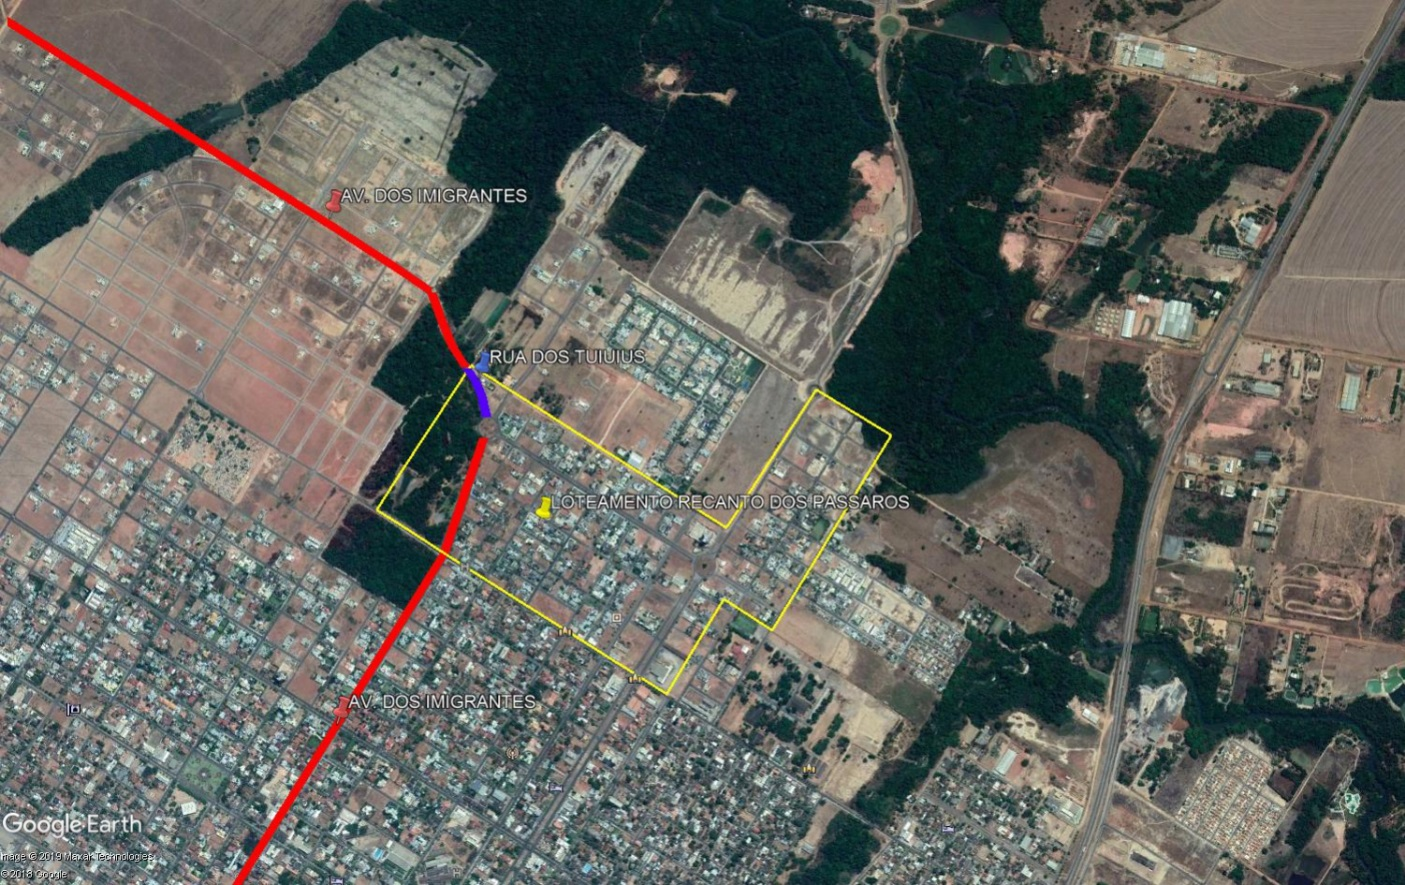 AV. DOS IMIGRANTES
RUA DOS TUIUIUS
LOTEAMENTO RECANTO DOS PASSAROS
AV. DOS IMIGRANTES
Google Earth
Image © 2019 Maxar Technologies
© 2018 Google